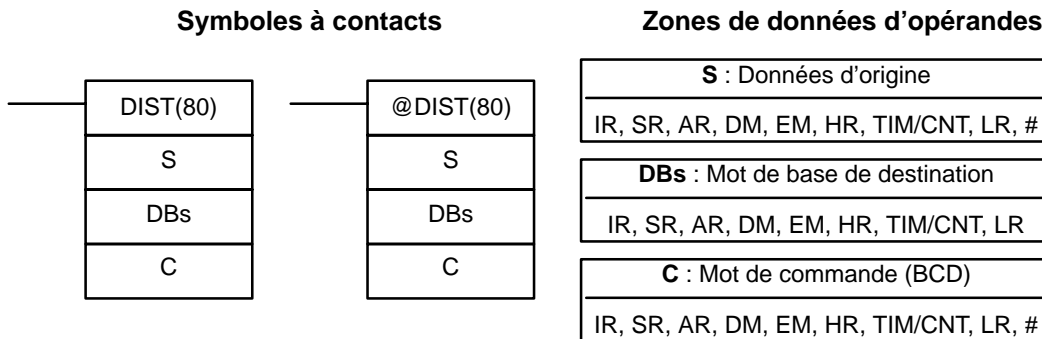 Symboles à contacts
DIST(80)
S
DBs
C
@DIST(80)
S
DBs
C
Zones de données d’opérandes
S : Données d’origine
IR, SR, AR, DM, EM, HR, TIM/CNT, LR, #
DBs : Mot de base de destination
IR, SR, AR, DM, EM, HR, TIM/CNT, LR
C : Mot de commande (BCD)
IR, SR, AR, DM, EM, HR, TIM/CNT, LR, #